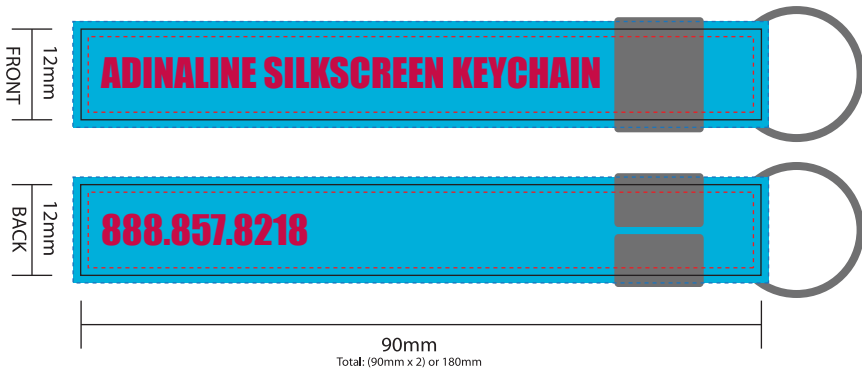 FRONT
12mm
ADINALINE SILKSCREEN KEYCHAIN
BACK
12mm
888.857.8218
90mm
Total: (90mm x 2) or 180mm